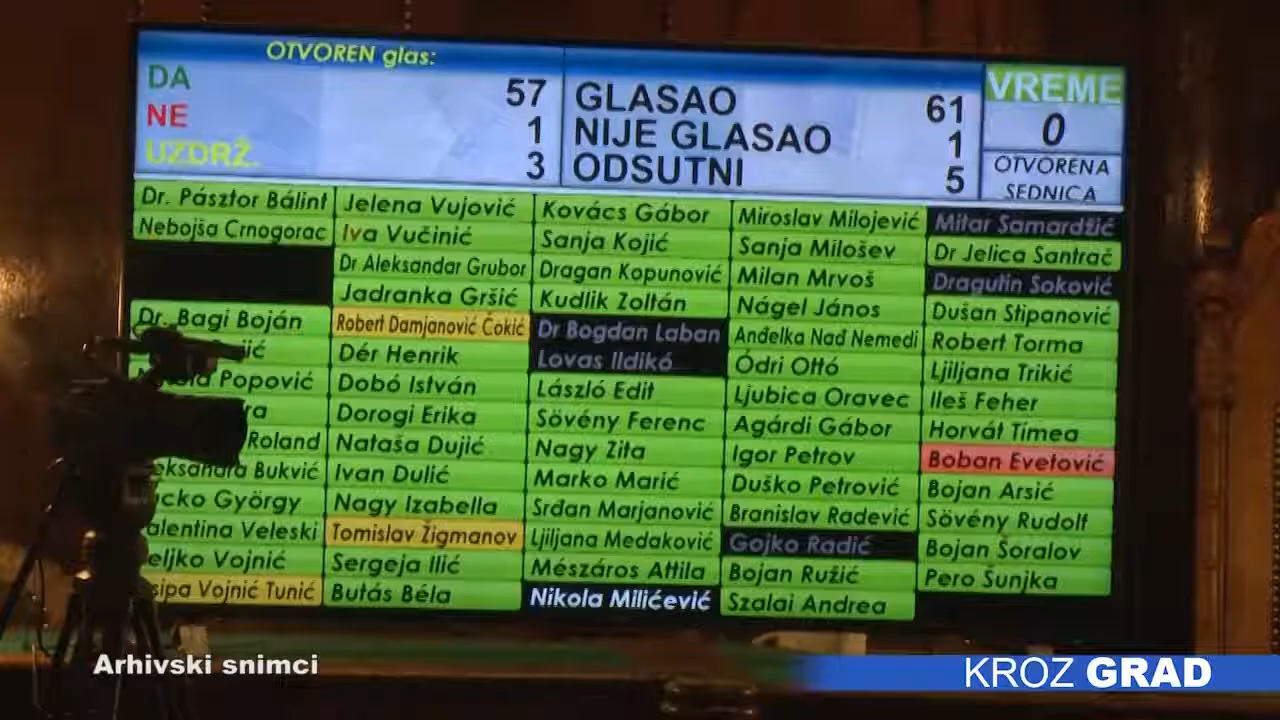 OTVOREN glas:
DA 57
NE 1
UZDRŽ. 3
GLASAO 61
NIJE GLASAO 1
ODSUTNI 5
VREME
0
OTVORENA
SEDNICA
Dr. Pásztor Bálint
Nebojša Crnogorac
Dr. Bagi Boján
Popović
Roland
Bukvić
György
Veleski
Vojnić
Vojnić Tunić
Jelena Vujović
Iva Vučinić
Dr Aleksandar Grubor
Jadranka Gršić
Robert Damjanović Čokić
Dér Henrik
Dobó István
Dorogi Erika
Nataša Dujić
Ivan Dulić
Nagy Izabella
Tomislav Žigmanov
Sergeja Ilić
Butás Béla
Kovács Gábor
Sanja Kojić
Dragan Kopunović
Kudlik Zoltán
Dr Bogdan Laban
Lovas Ildikó
László Edit
Sövény Ferenc
Nagy Zita
Marko Marić
Srđan Marjanović
Ljiljana Medaković
Mészáros Attila
Nikola Milićević
Miroslav Milojević
Sanja Milošev
Milan Mrvoš
Nágel János
Anđelka Nađ Nemedi
Ódri Ottó
Ljubica Oravec
Agárdi Gábor
Igor Petrov
Duško Petrović
Branislav Radević
Gojko Radić
Bojan Ružić
Szalai Andrea
Mitar Samardžić
Dr Jelica Santrač
Dragutin Soković
Dušan Stipanović
Robert Torma
Ljiljana Trikić
Ileš Feher
Horvát Tímea
Boban Evetović
Bojan Arsić
Sövény Rudolf
Bojan Šoralov
Pero Šunjka
Arhivski snimci
KROZ GRAD